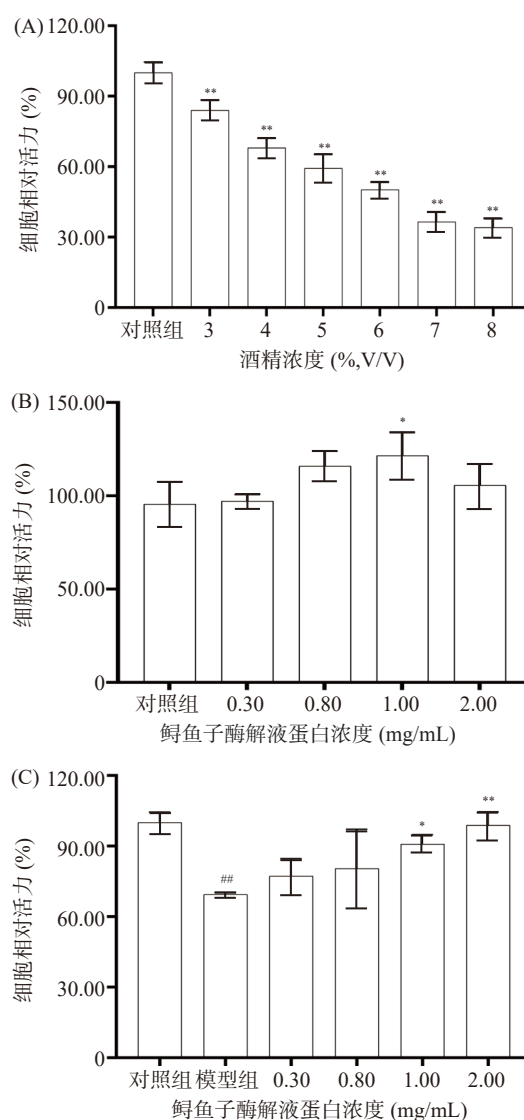 (A)
120.00
90.00
60.00
30.00
0
细胞相对活力 (%)
**
**
**
**
**
**
对照组 3 4 5 6 7 8
酒精浓度 (%,V/V)
(B)
150.00
100.00
50.00
0
细胞相对活力 (%)
*
对照组 0.30 0.80 1.00 2.00
鲟鱼子酶解液蛋白浓度 (mg/mL)
(C)
120.00
90.00
60.00
30.00
0
细胞相对活力 (%)
##
*
**
对照组 模型组 0.30 0.80 1.00 2.00
鲟鱼子酶解液蛋白浓度 (mg/mL)